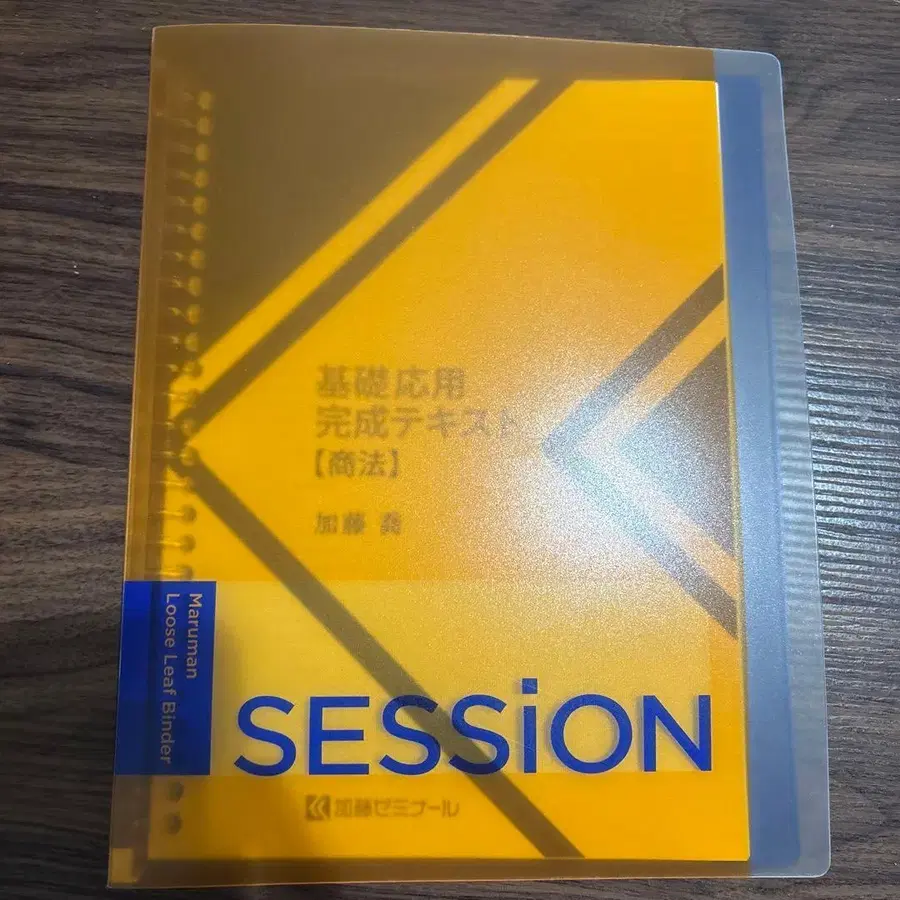 基礎応用
完成テキスト
【商法】
加藤 喬
Maruman
Loose Leaf Binder
SESSiON
加藤ゼミナール